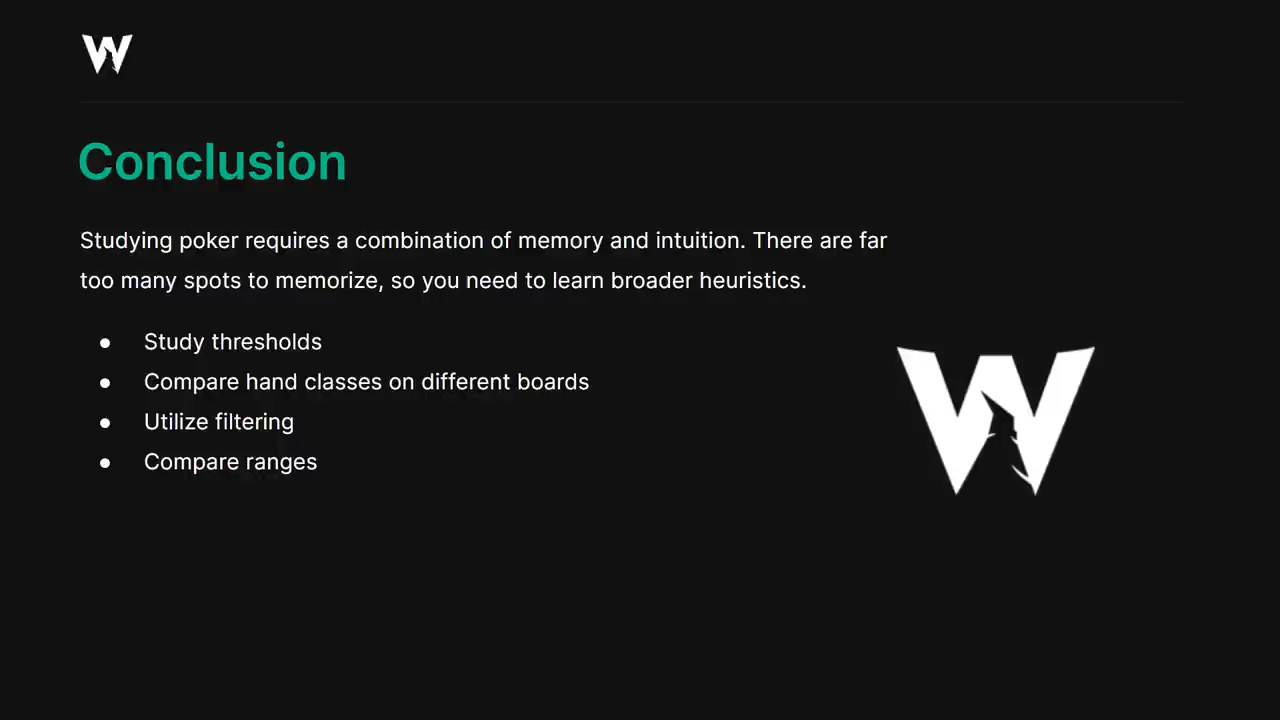 W
Conclusion
Studying poker requires a combination of memory and intuition. There are far
too many spots to memorize, so you need to learn broader heuristics.
● Study thresholds
● Compare hand classes on different boards
● Utilize filtering
● Compare ranges
W